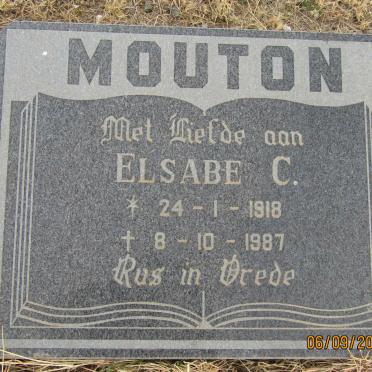 MOUTON
Met Liefde aan
ELSABE C.
* 24 - 1 - 1918
† 8 - 10 - 1987
Rus in Vrede
06/09/20